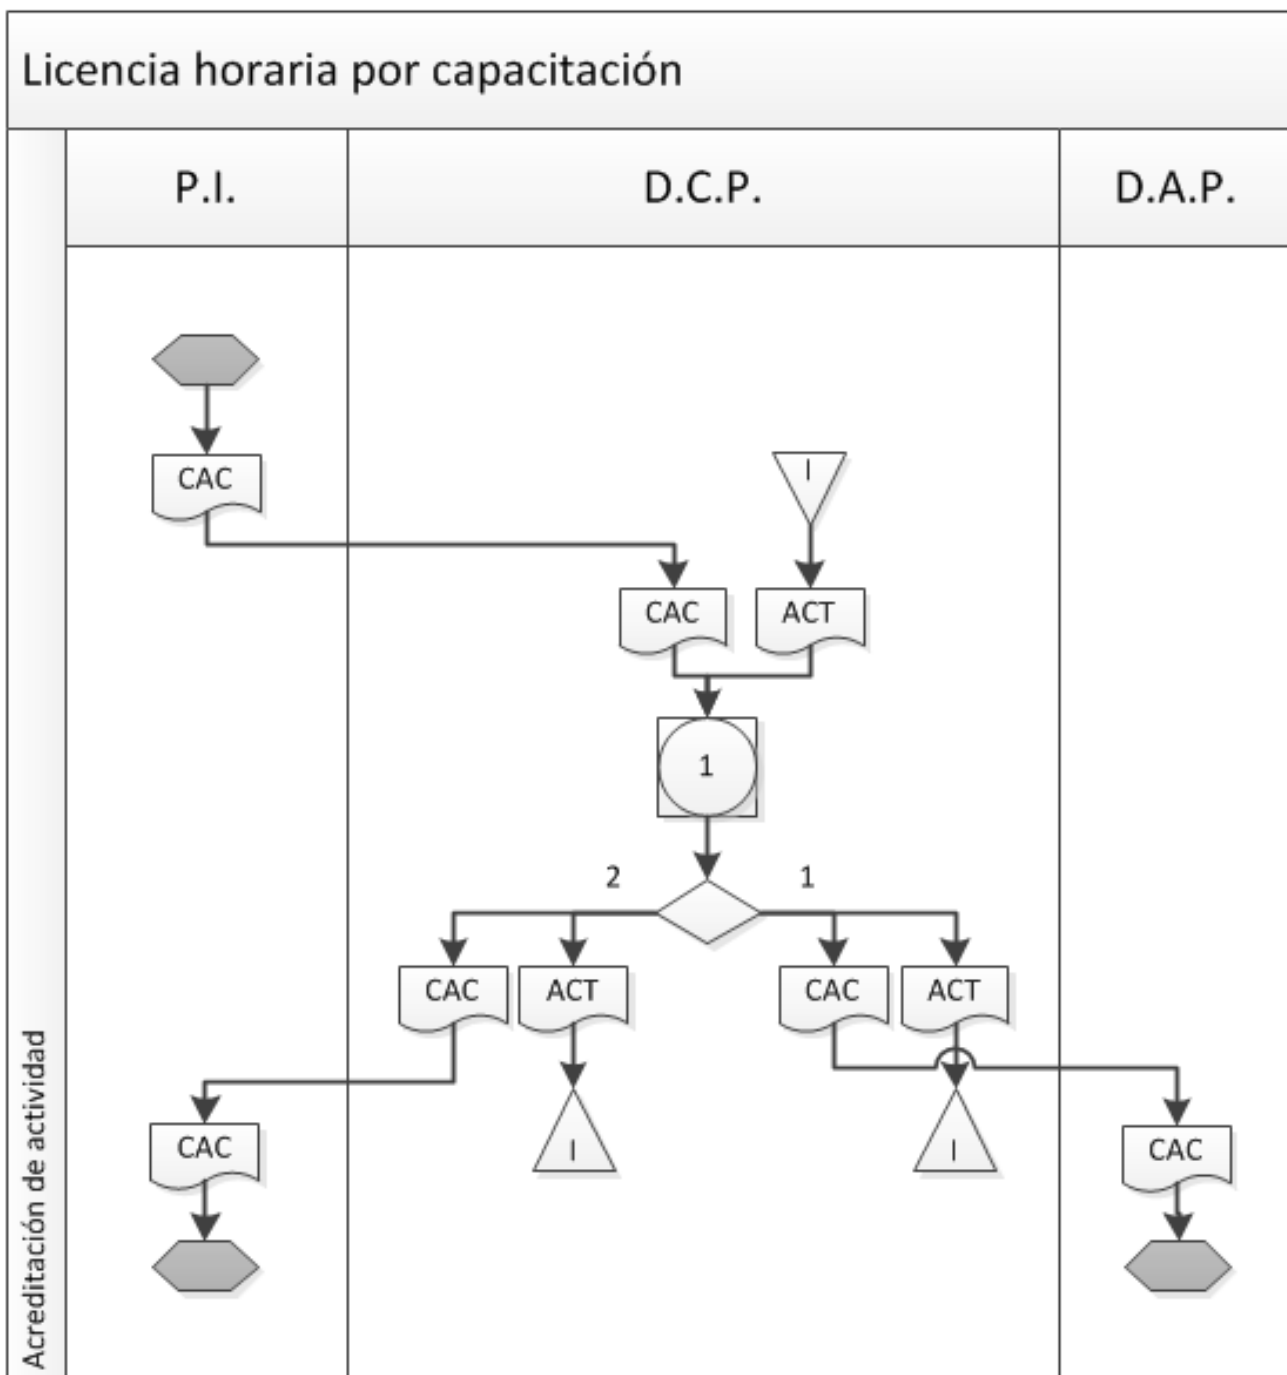 Licencia horaria por capacitación
P.I.
D.C.P.
D.A.P.
CAC
I
CAC
ACT
1
2
1
CAC
ACT
CAC
ACT
CAC
I
I
CAC
Acreditación de actividad